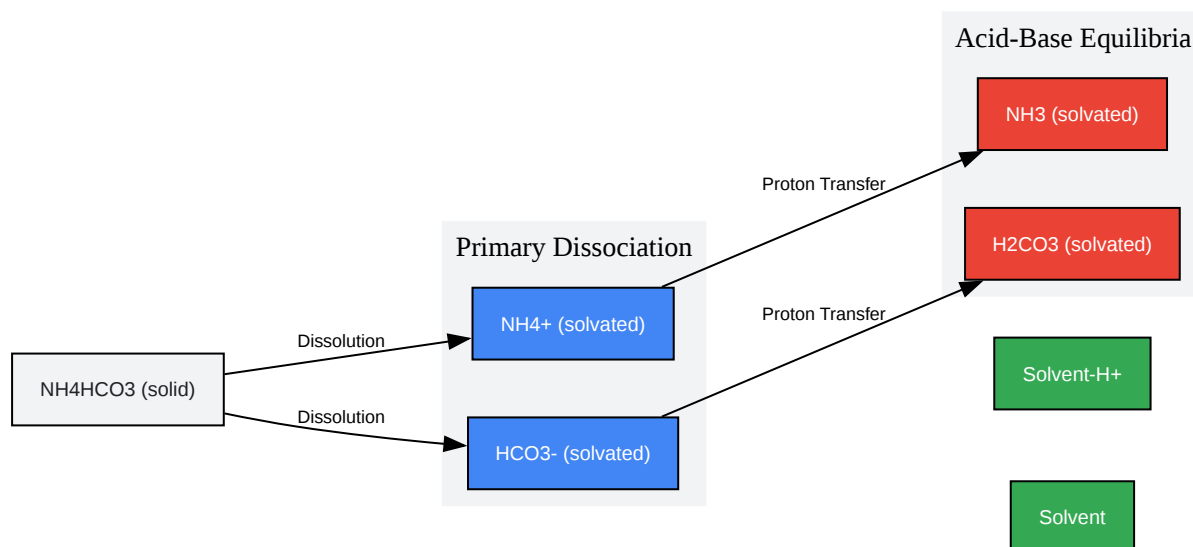 Acid-Base Equilibria
NH3 (solvated)
Proton Transfer
H2CO3 (solvated)
Primary Dissociation
Proton Transfer
NH4+ (solvated)
Dissolution
NH4HCO3 (solid)
Solvent-H+
Dissolution
HCO3- (solvated)
Solvent